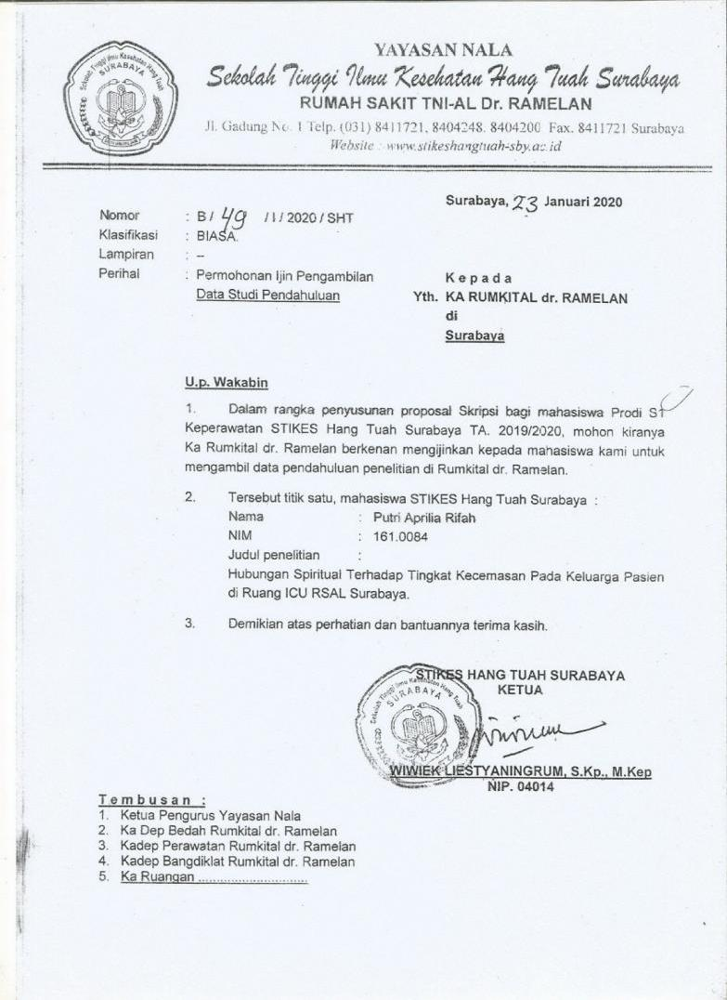 YAYASAN NALA
Sekolah Tinggi Ilmu Kesehatan Hang Tuah Surabaya
RUMAH SAKIT TNI-AL Dr. RAMELAN
Jl. Gadung No. 1 Telp. (031) 8411721, 8404248. 8404200 Fax. 8411721 Surabaya
Website : www.stikeshangtuah-sby.ac.id
Surabaya, 23 Januari 2020
Nomor : B / 49 / I / 2020 / SHT
Klasifikasi : BIASA.
Lampiran : --
Perihal : Permohonan Ijin Pengambilan
Data Studi Pendahuluan
K e p a d a
Yth. KA RUMKITAL dr. RAMELAN
di
Surabaya
U.p. Wakabin
1. Dalam rangka penyusunan proposal Skripsi bagi mahasiswa Prodi S1
Keperawatan STIKES Hang Tuah Surabaya TA. 2019/2020, mohon kiranya
Ka Rumkital dr. Ramelan berkenan mengijinkan kepada mahasiswa kami untuk
mengambil data pendahuluan penelitian di Rumkital dr. Ramelan.
2. Tersebut titik satu, mahasiswa STIKES Hang Tuah Surabaya :
Nama : Putri Aprilia Rifah
NIM : 161.0084
Judul penelitian :
Hubungan Spiritual Terhadap Tingkat Kecemasan Pada Keluarga Pasien
di Ruang ICU RSAL Surabaya.
3. Demikian atas perhatian dan bantuannya terima kasih.
STIKES HANG TUAH SURABAYA
KETUA
Sekolah Tinggi Ilmu Kesehatan Hang Tuah
SURABAYA
WIWIEK LIESTYANINGRUM, S.Kp., M.Kep
NIP. 04014
T e m b u s a n :
1. Ketua Pengurus Yayasan Nala
2. Ka Dep Bedah Rumkital dr. Ramelan
3. Kadep Perawatan Rumkital dr. Ramelan
4. Kadep Bangdiklat Rumkital dr. Ramelan
5. Ka Ruangan ..............................